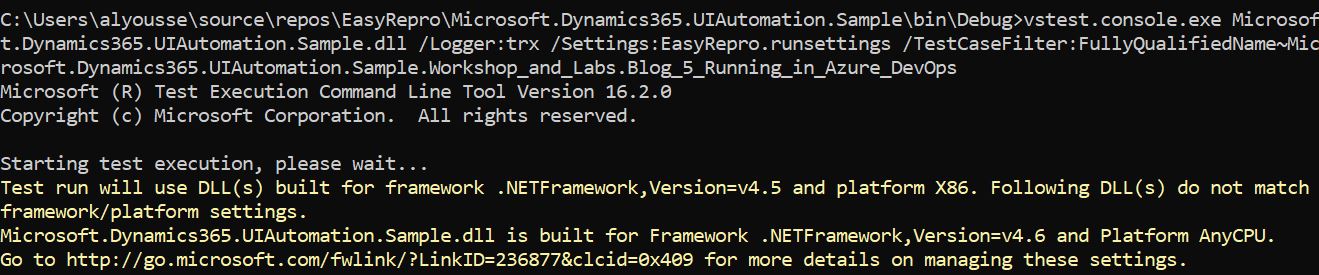 C:\Users\alyousse\source\repos\EasyRepro\Microsoft.Dynamics365.UIAutomation.Sample\bin\Debug>vstest.console.exe Microsof
t.Dynamics365.UIAutomation.Sample.dll /Logger:trx /Settings:EasyRepro.runsettings /TestCaseFilter:FullyQualifiedName~Mic
rosoft.Dynamics365.UIAutomation.Sample.Workshop_and_Labs.Blog_5_Running_in_Azure_DevOps
Microsoft (R) Test Execution Command Line Tool Version 16.2.0
Copyright (c) Microsoft Corporation.  All rights reserved.

Starting test execution, please wait...
Test run will use DLL(s) built for framework .NETFramework,Version=v4.5 and platform X86. Following DLL(s) do not match
framework/platform settings.
Microsoft.Dynamics365.UIAutomation.Sample.dll is built for Framework .NETFramework,Version=v4.6 and Platform AnyCPU.
Go to http://go.microsoft.com/fwlink/?LinkID=236877&clcid=0x409 for more details on managing these settings.